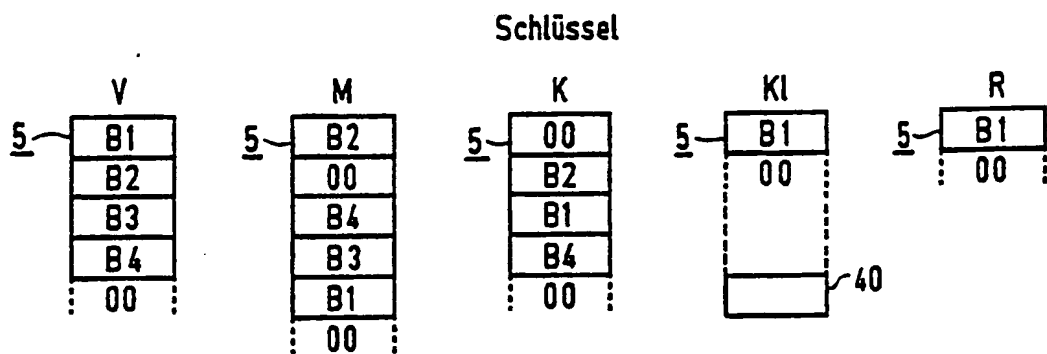 Schlüssel
V M K Kl R
5 B1 5 B2 5 00 5 B1 5 B1
B2 00 B2 00 00
B3 B4 B1
B4 B3 B4 40
00 B1 00
00